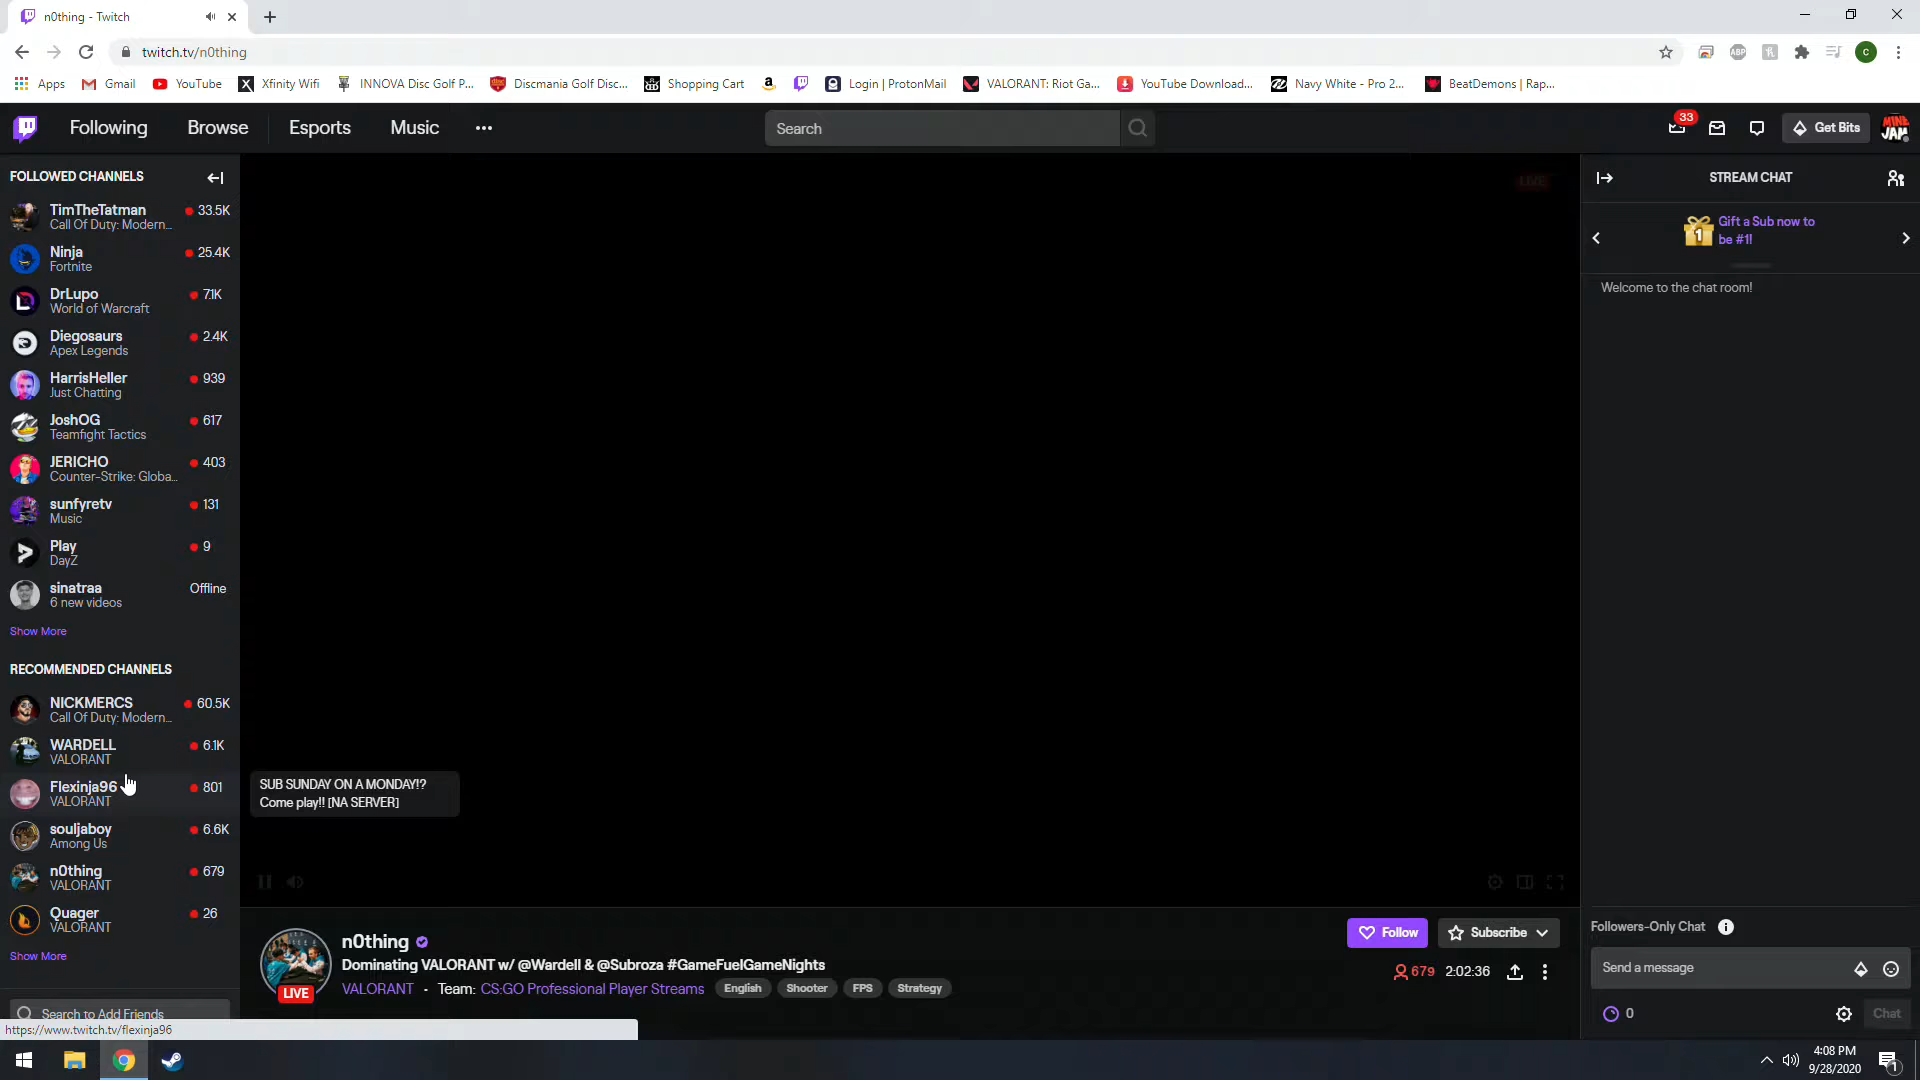 n0thing - Twitch
twitch.tv/n0thing
C
Apps
Gmail
YouTube
Xfinity Wifi
INNOVA Disc Golf P...
Discmania Golf Disc...
Shopping Cart
Login | ProtonMail
VALORANT: Riot Ga...
YouTube Download...
Navy White - Pro 2...
BeatDemons | Rap...
Following
Browse
Esports
Music
Search
33
Get Bits
MINE
JAM
FOLLOWED CHANNELS
TimTheTatman
33.5K
Call Of Duty: Modern...
Ninja
25.4K
Fortnite
DrLupo
7.1K
World of Warcraft
Diegosaurs
2.4K
Apex Legends
HarrisHeller
939
Just Chatting
JoshOG
617
Teamfight Tactics
JERICHO
403
Counter-Strike: Globa...
sunfyretv
131
Music
Play
9
DayZ
sinatraa
Offline
6 new videos
Show More
RECOMMENDED CHANNELS
NICKMERCS
60.5K
Call Of Duty: Modern...
WARDELL
6.1K
VALORANT
Flexinja96
801
VALORANT
souljaboy
6.6K
Among Us
n0thing
679
VALORANT
Quager
26
VALORANT
Show More
Search to Add Friends
https://www.twitch.tv/flexinja96
LIVE
SUB SUNDAY ON A MONDAY!?
Come play!! [NA SERVER]
n0thing
LIVE
Dominating VALORANT w/ @Wardell & @Subroza #GameFuelGameNights
VALORANT - Team: CS:GO Professional Player Streams English Shooter FPS Strategy
Follow
Subscribe
679
2:02:36
STREAM CHAT
1
Gift a Sub now to
be #1!
Welcome to the chat room!
Followers-Only Chat
Send a message
0
Chat
4:08 PM
9/28/2020
1